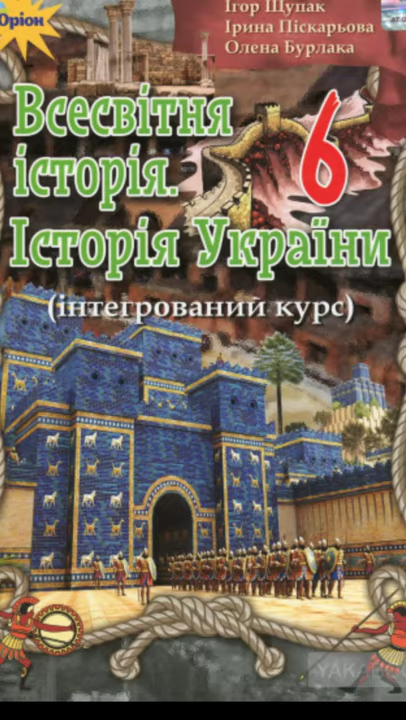 Оріон
Ігор Щупак
Ірина Піскарьова
Олена Бурлака
Всесвітня
історія.
6
Історія України
(інтегрований курс)